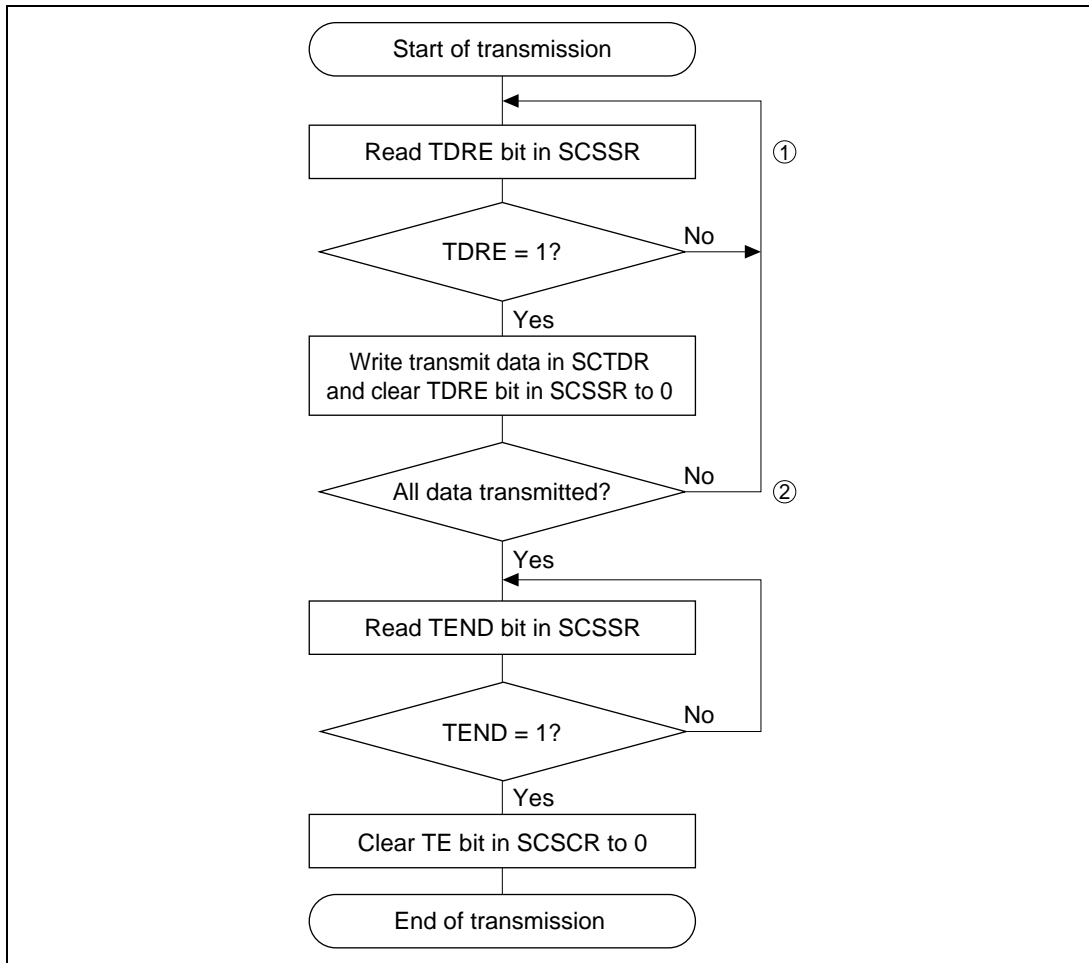 Start of transmission
Read TDRE bit in SCSSR
①
TDRE = 1?
No
Yes
Write transmit data in SCTDR
and clear TDRE bit in SCSSR to 0
All data transmitted?
No
②
Yes
Read TEND bit in SCSSR
TEND = 1?
No
Yes
Clear TE bit in SCSCR to 0
End of transmission